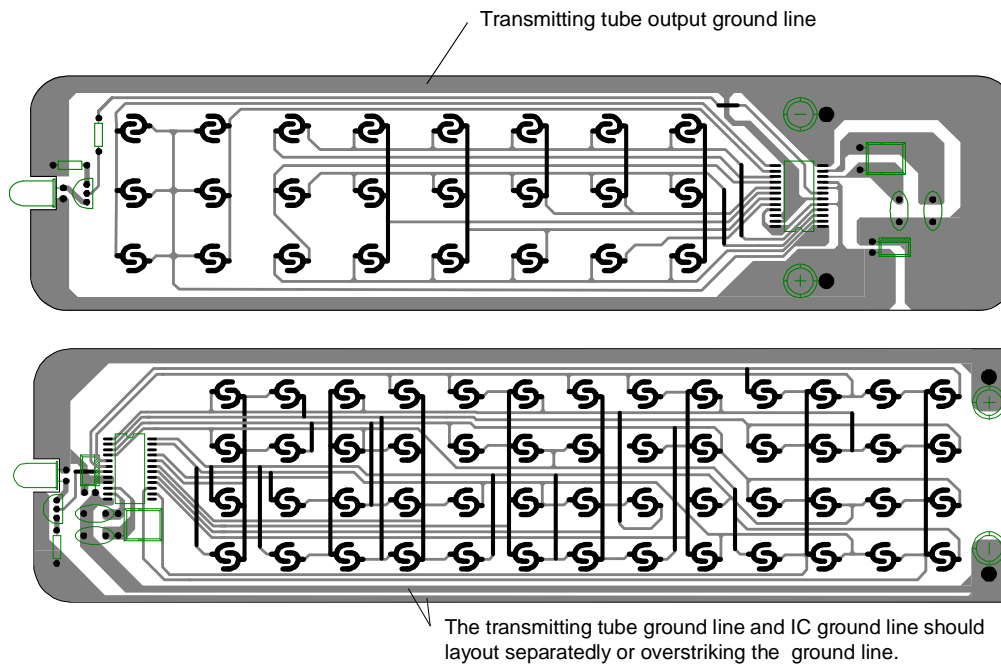 Transmitting tube output ground line
The transmitting tube ground line and IC ground line should
layout separatedly or overstriking the ground line.